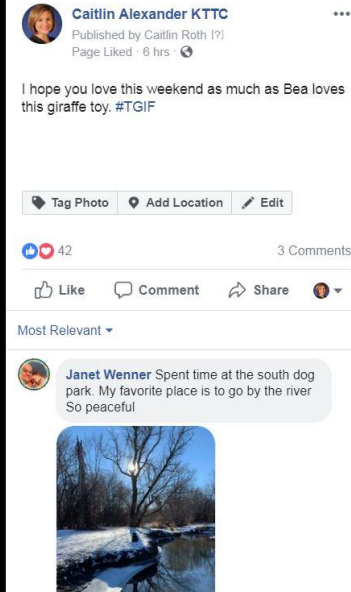 Caitlin Alexander KTTC
Published by Caitlin Roth [?]
Page Liked · 6 hrs ·
I hope you love this weekend as much as Bea loves
this giraffe toy. #TGIF
Tag Photo Add Location Edit
42 3 Comments
Like Comment Share
Most Relevant
Janet Wenner Spent time at the south dog
park. My favorite place is to go by the river
So peaceful